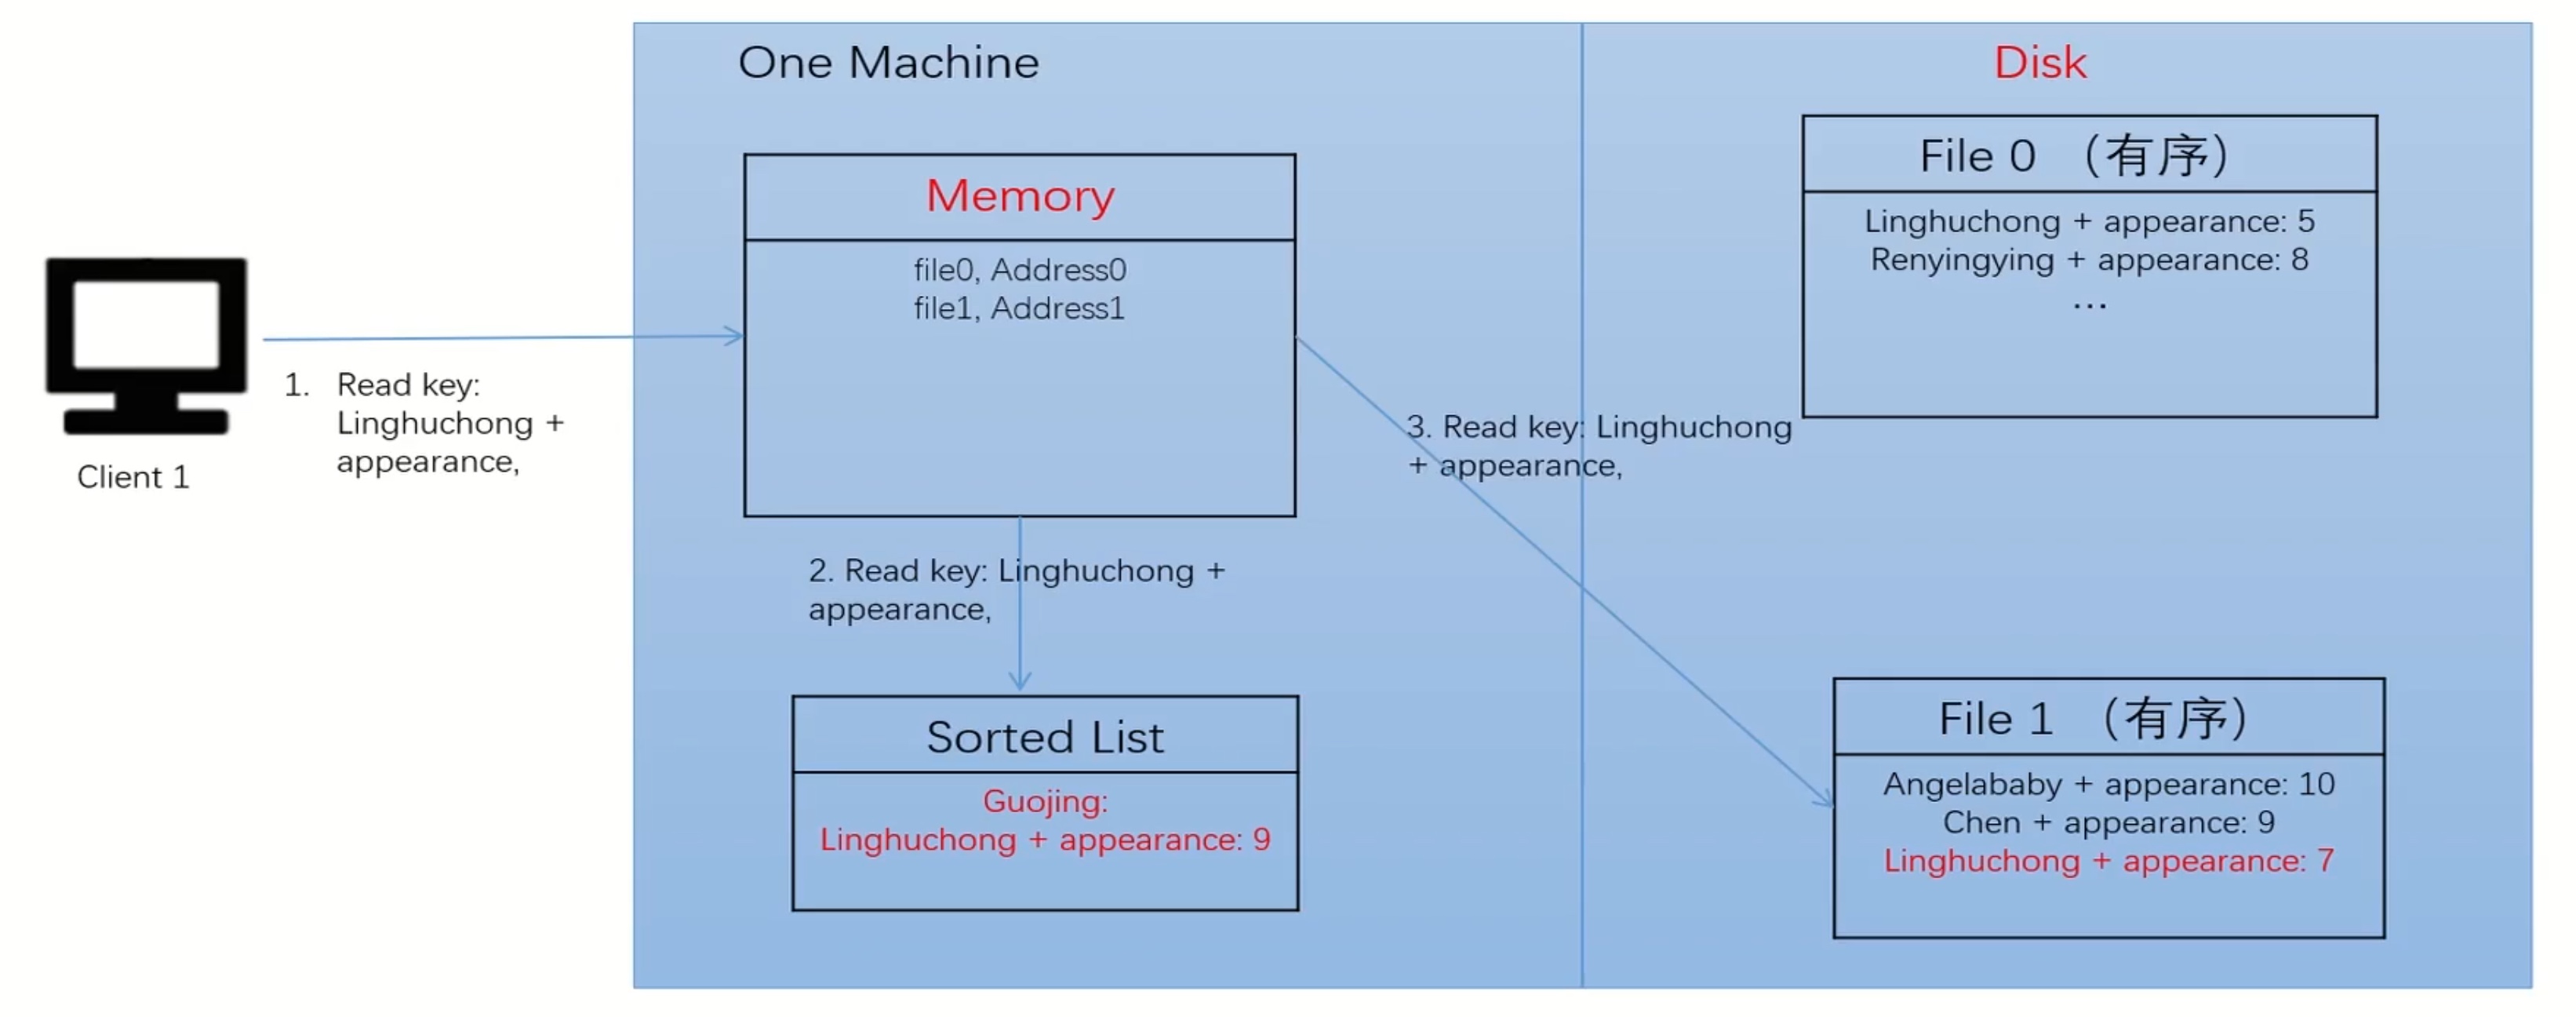 One Machine
Disk
Memory
file0, Address0
file1, Address1
File 0 （有序）
Linghuchong + appearance: 5
Renyingying + appearance: 8
...
Client 1
1. Read key:
Linghuchong +
appearance,
3. Read key: Linghuchong
+ appearance,
2. Read key: Linghuchong +
appearance,
Sorted List
Guojing:
Linghuchong + appearance: 9
File 1 （有序）
Angelababy + appearance: 10
Chen + appearance: 9
Linghuchong + appearance: 7